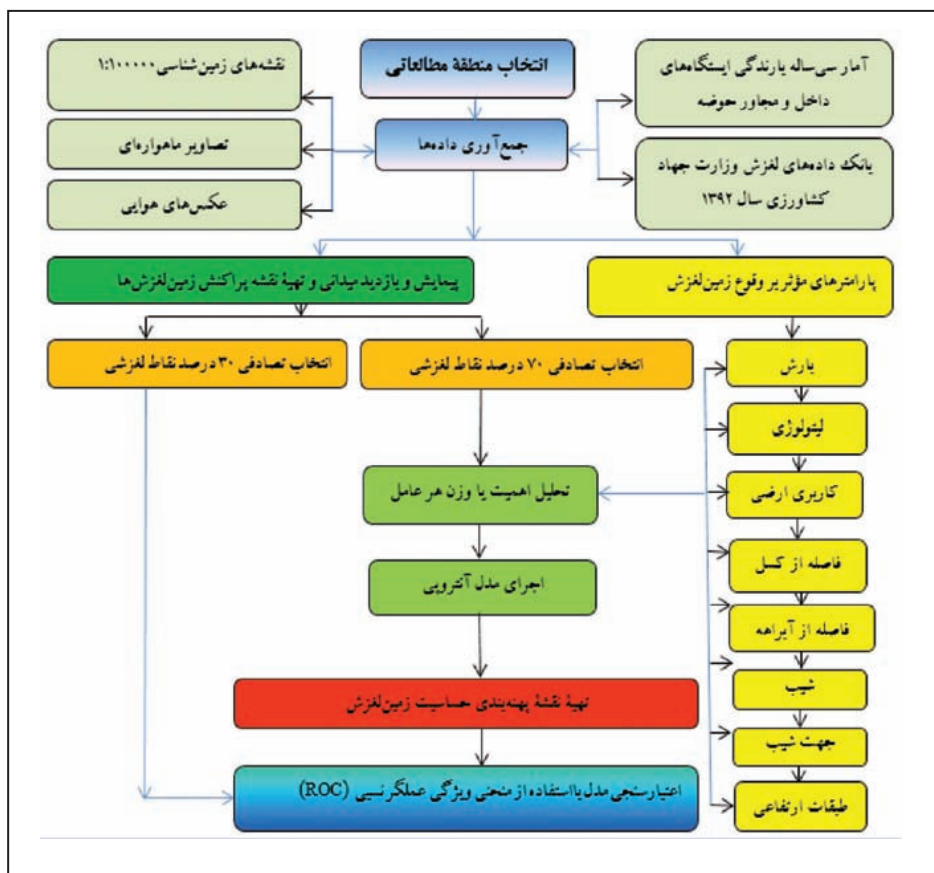 انتخاب منطقهٔ مطالعاتی
آمار سی‌ساله بارندگی ایستگاه‌های
داخل و مجاور حوضه
نقشه‌های زمین‌شناسی ۱:۱۰۰۰۰۰
جمع‌آوری داده‌ها
تصاویر ماهواره‌ای
بانک داده‌های لغزش وزارت جهاد
کشاورزی سال ۱۳۹۲
عکس‌های هوایی
پارامترهای مؤثر بر وقوع زمین‌لغزش
پیمایش و بازدید میدانی و تهیهٔ نقشه پراکنش زمین‌لغزش‌ها
بارش
انتخاب تصادفی ۷۰ درصد نقاط لغزشی
انتخاب تصادفی ۳۰ درصد نقاط لغزشی
لیتولوژی
کاربری ارضی
تحلیل اهمیت یا وزن هر عامل
فاصله از گسل
اجرای مدل آنتروپی
فاصله از آبراهه
شیب
تهیهٔ نقشهٔ پهنه‌بندی حساسیت زمین‌لغزش
جهت شیب
طبقات ارتفاعی
اعتبارسنجی مدل بااستفاده از منحنی ویژگی عملگر نسبی (ROC)